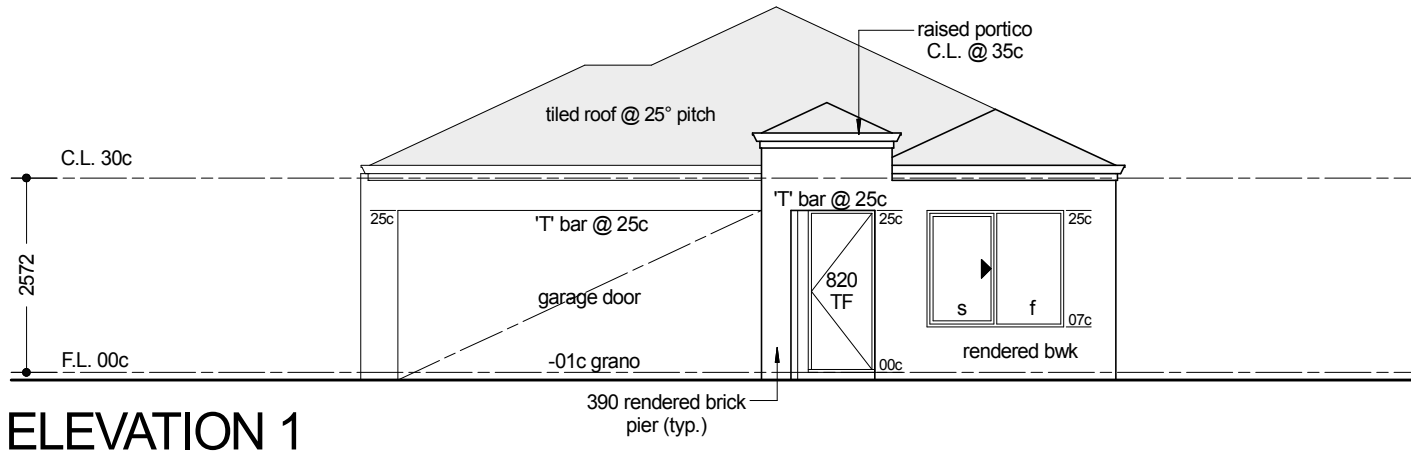 raised portico
C.L. @ 35c
tiled roof @ 25° pitch
C.L. 30c
'T' bar @ 25c
25c
'T' bar @ 25c
25c
25c
2572
garage door
820
TF
s
f
07c
rendered bwk
F.L. 00c
-01c grano
00c
390 rendered brick
pier (typ.)
ELEVATION 1